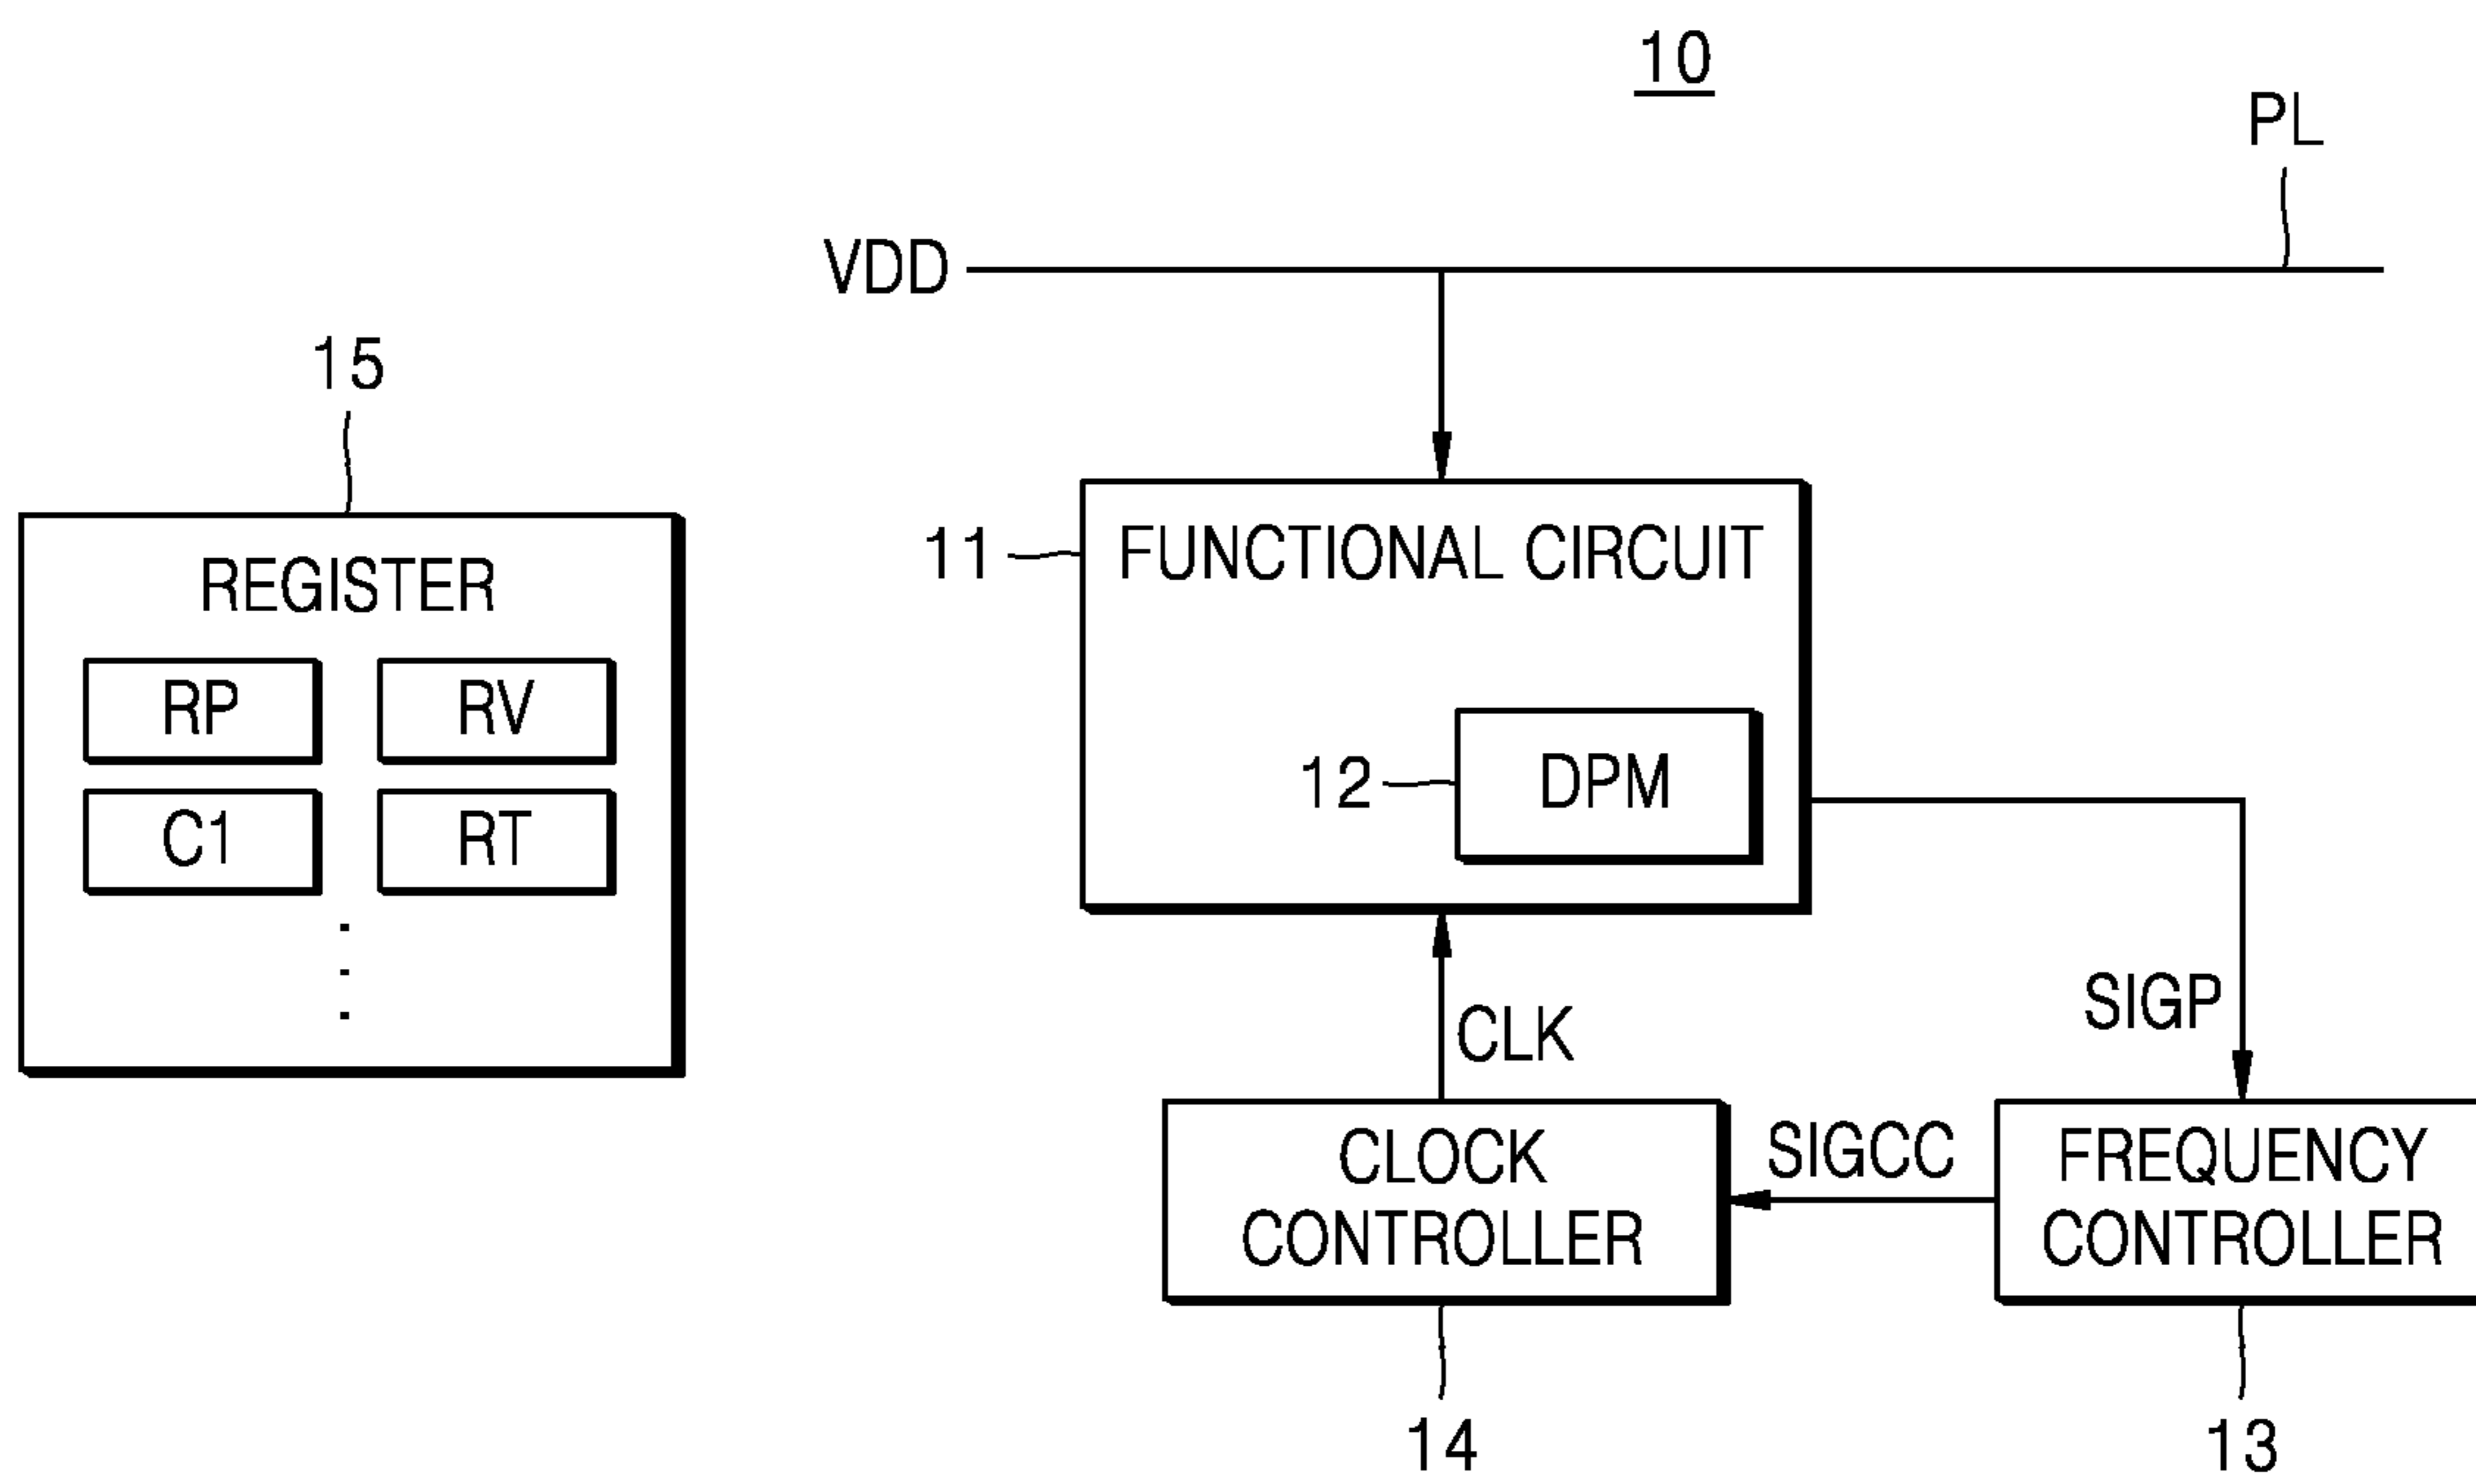 10
PL
VDD
15
REGISTER
RP
RV
C1
RT
11
FUNCTIONAL CIRCUIT
12
DPM
CLK
SIGP
CLOCK
CONTROLLER
SIGCC
FREQUENCY
CONTROLLER
14
13